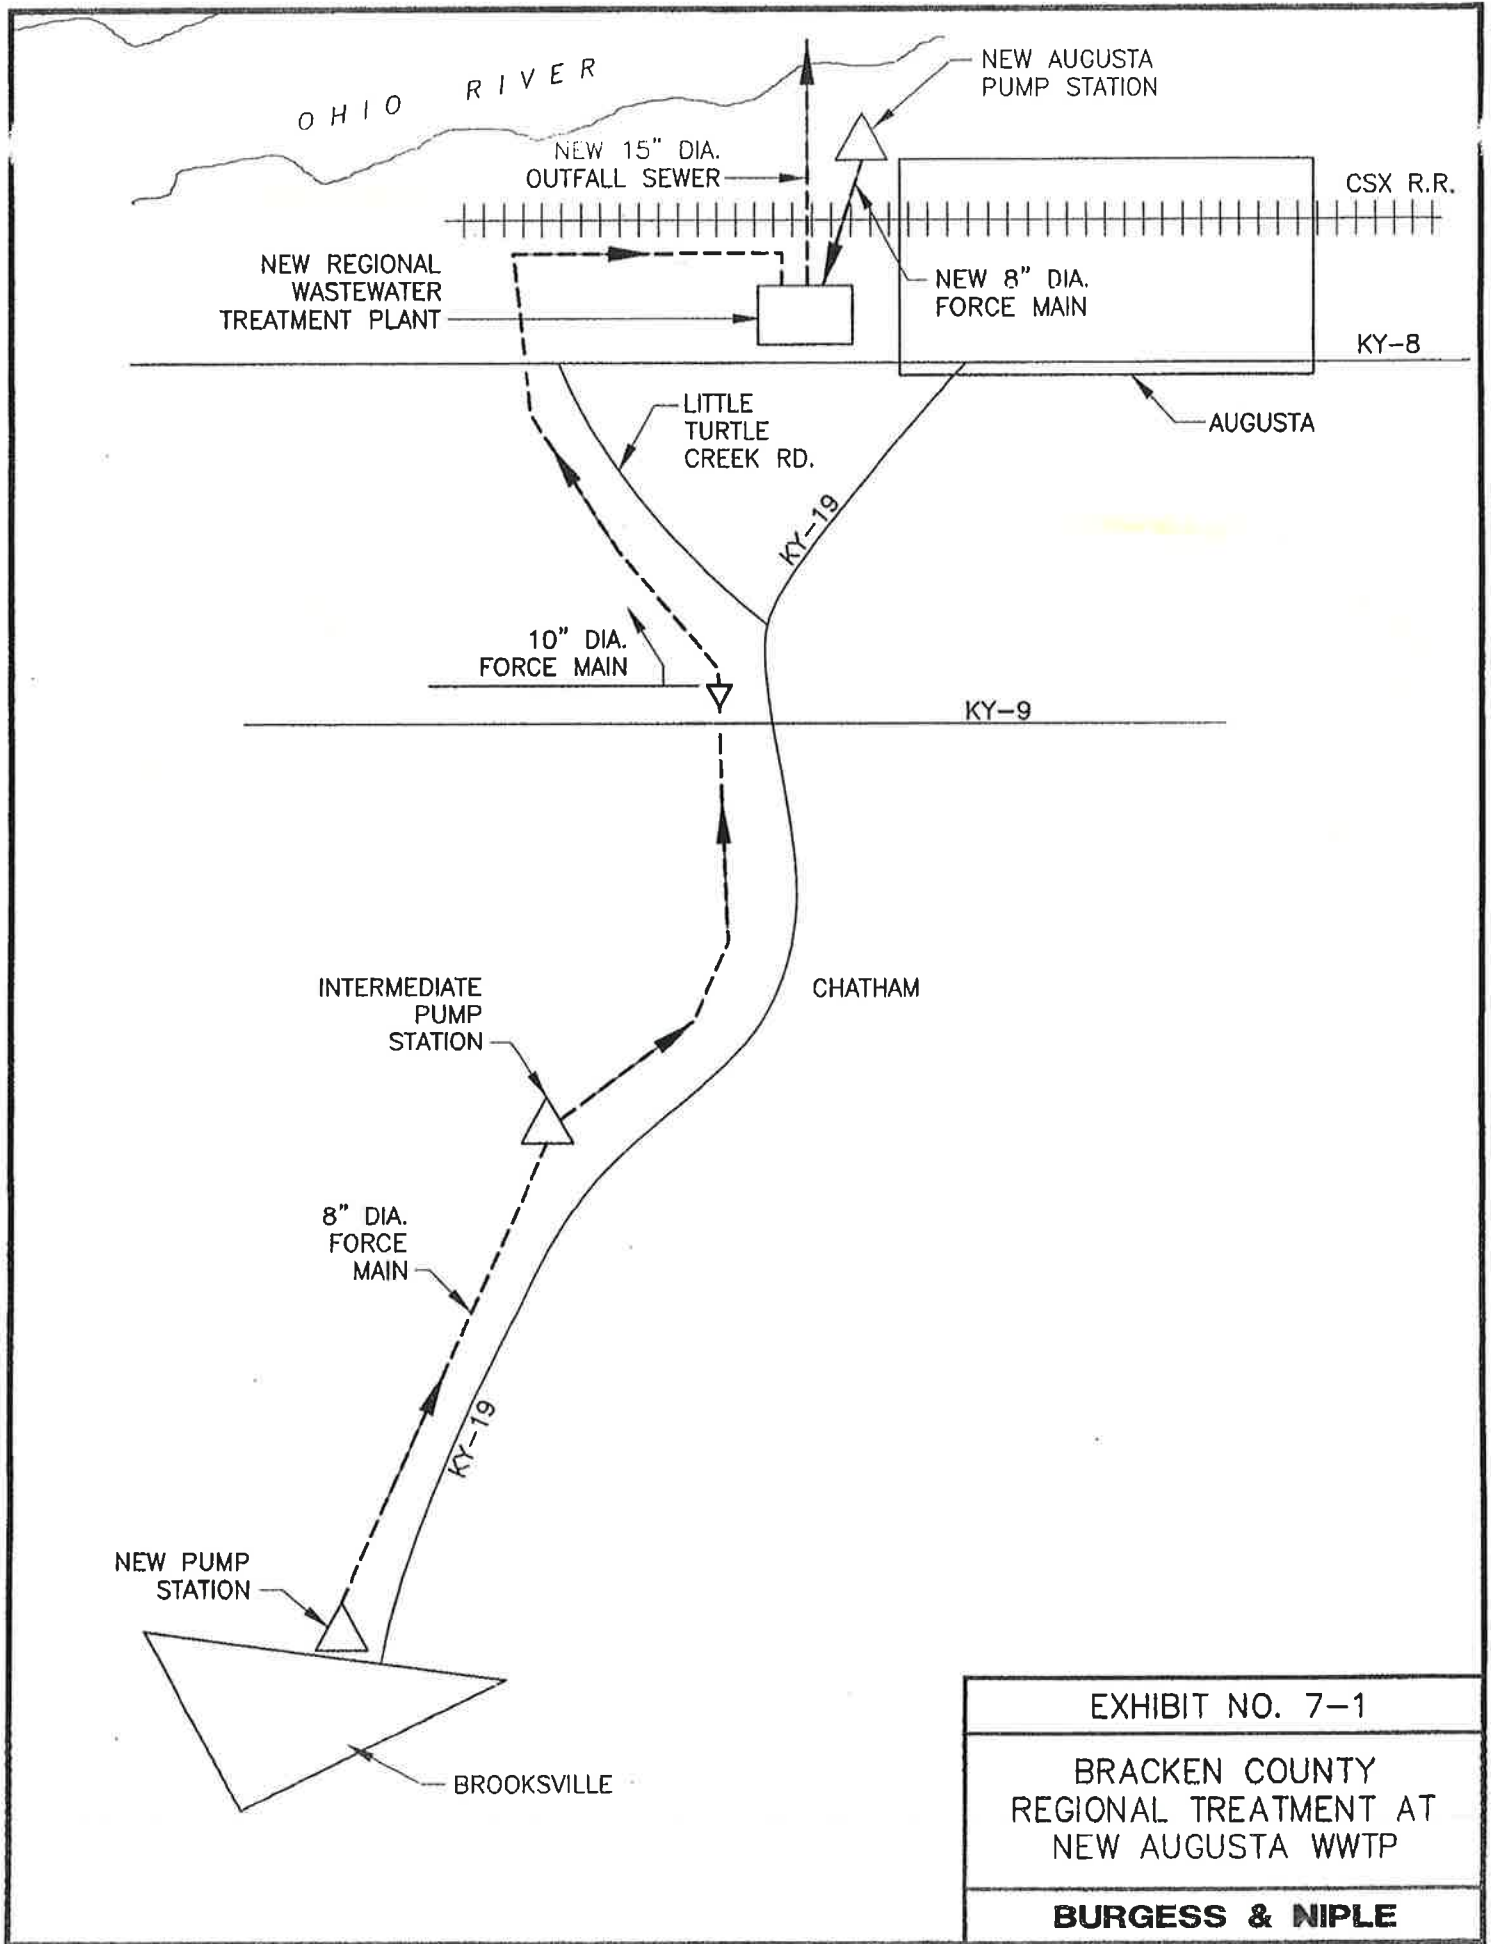 OHIO RIVER
NEW AUGUSTA
PUMP STATION
NEW 15" DIA.
OUTFALL SEWER
CSX R.R.
NEW REGIONAL
WASTEWATER
TREATMENT PLANT
NEW 8" DIA.
FORCE MAIN
KY-8
LITTLE
TURTLE
CREEK RD.
AUGUSTA
KY-19
10" DIA.
FORCE MAIN
KY-9
INTERMEDIATE
PUMP
STATION
CHATHAM
8" DIA.
FORCE
MAIN
KY-19
NEW PUMP
STATION
BROOKSVILLE
EXHIBIT NO. 7-1
BRACKEN COUNTY
REGIONAL TREATMENT AT
NEW AUGUSTA WWTP
BURGESS & NIPLE